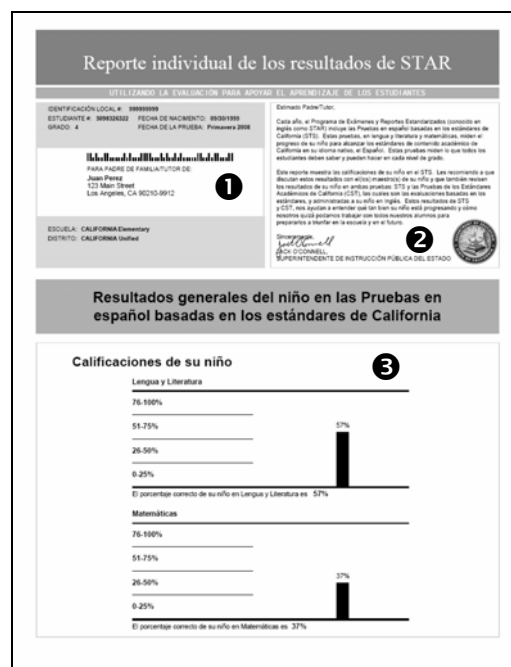 Reporte individual de los resultados de STAR
UTILIZANDO LA EVALUACIÓN PARA APOYAR EL APRENDIZAJE DE LOS ESTUDIANTES
IDENTIFICACIÓN LOCAL #: 999999999
ESTUDIANTE #: FECHA DE NACIMIENTO: 09/30/1999
GRADO: 4 FECHA DE LA PRUEBA: Primavera 2008
PARA PADRE DE FAMILIA/TUTOR DE:
Juan Perez
123 Main Street
Los Angeles, CA 90210-9912
1
ESCUELA: CALIFORNIA Elementary
DISTRITO: CALIFORNIA Unified
Estimado Padre/Tutor:
Cada año, el Programa de Exámenes y Reportes Estandarizados (conocido en
inglés como STAR) incluye las Pruebas en español basadas en los estándares de
California (STS). Estas pruebas, en lengua y literatura y matemáticas, miden el
progreso de su niño para alcanzar los estándares de contenido académico de
California en su idioma nativo, el Español. Estas pruebas miden lo que todos los
estudiantes deben saber y pueden hacer en cada nivel de grado.
Este reporte muestra las calificaciones de su niño en el STS. Les recomiendo a que
discutan estos resultados con el(los) maestro(s) de su niño y que también revisen
los resultados de su niño en ambas pruebas: STS y las Pruebas de los Estándares
Académicos de California (CST), las cuales son las evaluaciones basadas en los
estándares, y administradas a su niño en inglés. Estos resultados de STS
y CST, nos ayudan a entender qué tan bien su niño está progresando y cómo
nosotros quizá podamos trabajar con todos nuestros alumnos para
prepararlos a triunfar en la escuela y en el futuro.
Sinceramente,
2
JACK O'CONNELL,
SUPERINTENDENTE DE INSTRUCCIÓN PÚBLICA DEL ESTADO
Resultados generales del niño en las Pruebas en
español basadas en los estándares de California
Calificaciones de su niño
3
Lengua y Literatura
76-100%
51-75%
57%
26-50%
0-25%
El porcentaje correcto de su niño en Lengua y Literatura es 57%
Matemáticas
76-100%
51-75%
26-50%
37%
0-25%
El porcentaje correcto de su niño en Matemáticas es 37%